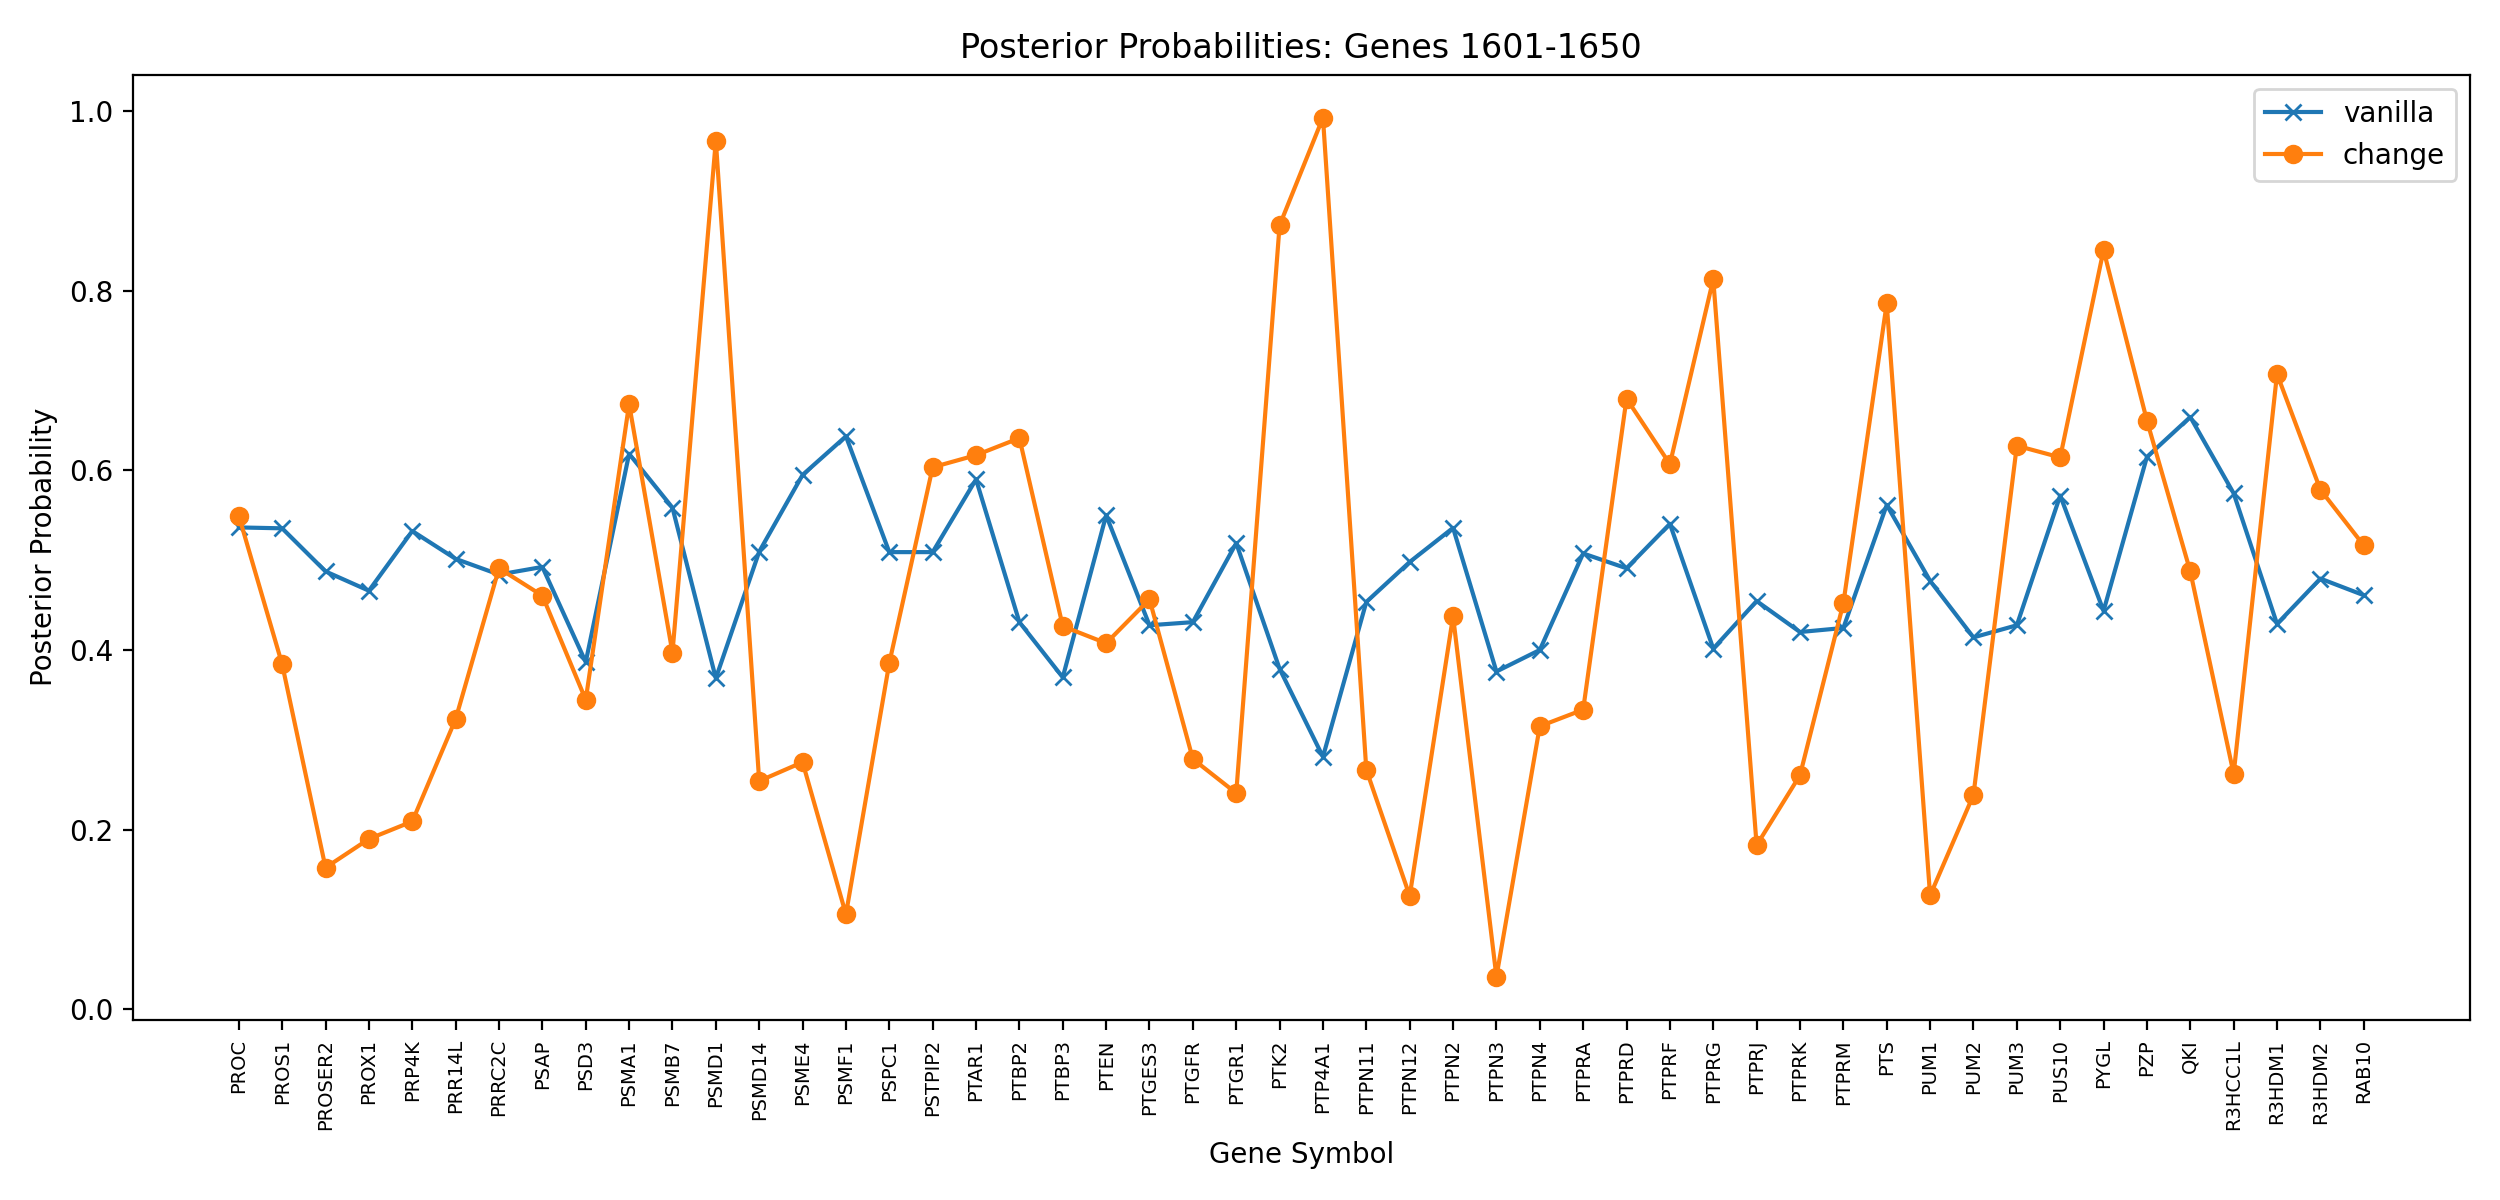 Posterior Probabilities: Genes 1601-1650
1.0
0.8
0.6
0.4
0.2
0.0
Posterior Probability
vanilla
change
PROC
PROS1
PROSER2
PROX1
PRP4K
PRR14L
PRRC2C
PSAP
PSD3
PSMA1
PSMB7
PSMD1
PSMD14
PSME4
PSMF1
PSPC1
PSTPIP2
PTAR1
PTBP2
PTBP3
PTEN
PTGES3
PTGFR
PTGR1
PTK2
PTP4A1
PTPN11
PTPN12
PTPN2
PTPN3
PTPN4
PTPRA
PTPRD
PTPRF
PTPRG
PTPRJ
PTPRK
PTPRM
PTS
PUM1
PUM2
PUM3
PUS10
PYGL
PZP
QKI
R3HCC1L
R3HDM1
R3HDM2
RAB10
Gene Symbol